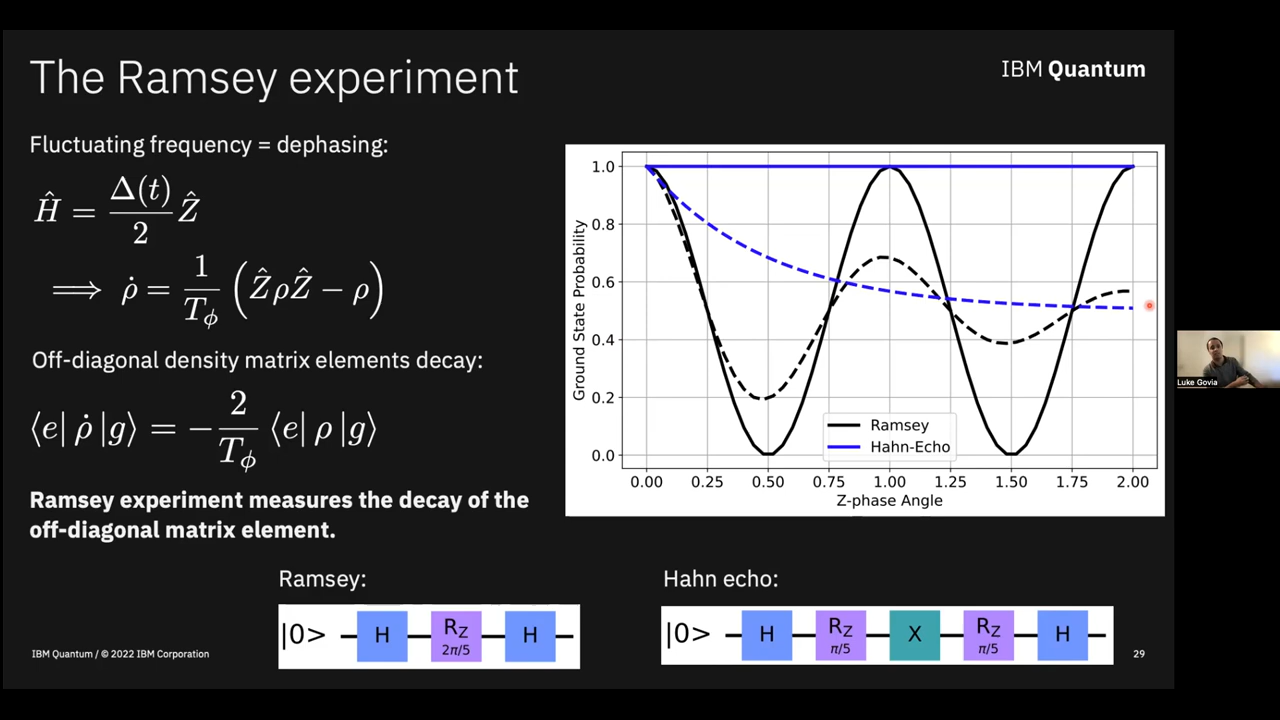 The Ramsey experiment
IBM Quantum
Fluctuating frequency = dephasing:
Ĥ = Δ(t)/2 Ẑ
⟹ ρ̇ = 1/T_ϕ (ẐρẐ − ρ)
Off-diagonal density matrix elements decay:
⟨e| ρ̇ |g⟩ = − 2/T_ϕ ⟨e| ρ |g⟩
Ramsey experiment measures the decay of the
off-diagonal matrix element.
Ground State Probability
1.0
0.8
0.6
0.4
0.2
0.0
Ramsey
Hahn-Echo
0.00 0.25 0.50 0.75 1.00 1.25 1.50 1.75 2.00
Z-phase Angle
Luke Govia
Ramsey:
|0> H R_Z 2π/5 H
Hahn echo:
|0> H R_Z π/5 X R_Z π/5 H
IBM Quantum / © 2022 IBM Corporation
29